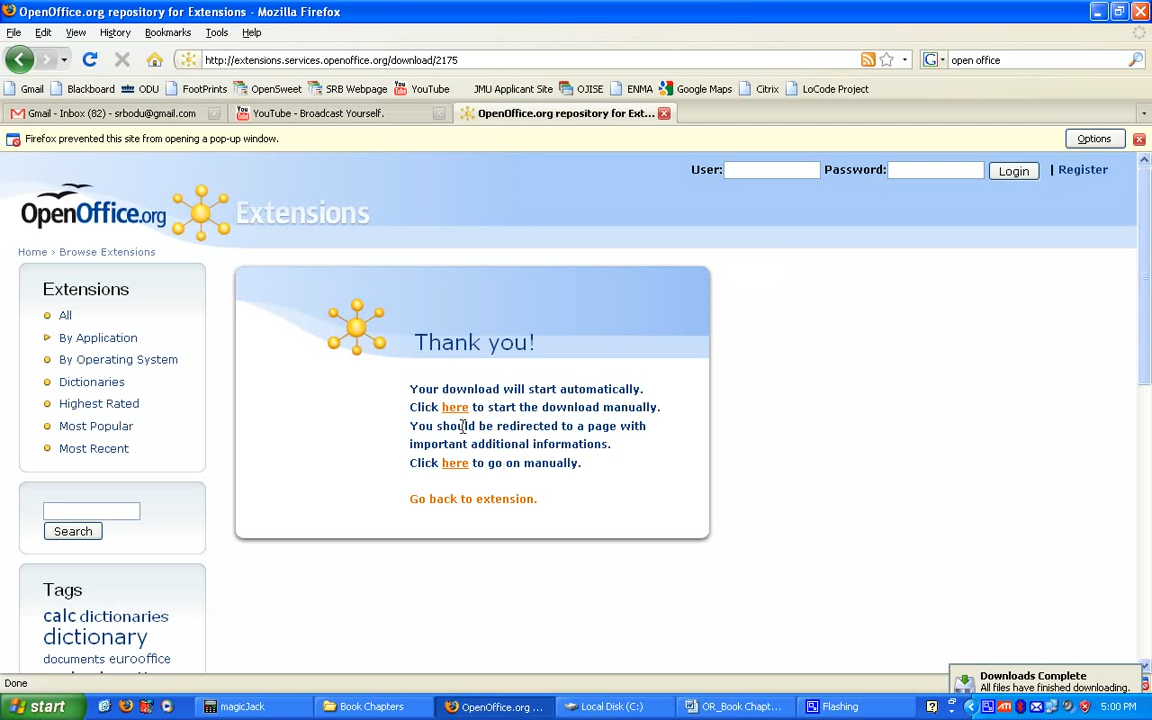 OpenOffice.org repository for Extensions - Mozilla Firefox
File Edit View History Bookmarks Tools Help
http://extensions.services.openoffice.org/download/2175
open office
Gmail Blackboard ODU FootPrints OpenSweet SRB Webpage YouTube JMU Applicant Site OJISE ENMA Google Maps Citrix LoCode Project
Gmail - Inbox (82) - srbodu@gmail.com
YouTube - Broadcast Yourself.
OpenOffice.org repository for Ext...
Firefox prevented this site from opening a pop-up window.
Options
User: Password: Login | Register
OpenOffice.org Extensions
Home > Browse Extensions
Extensions
All
By Application
By Operating System
Dictionaries
Highest Rated
Most Popular
Most Recent
Search
Tags
calc dictionaries
dictionary
documents eurooffice
Thank you!
Your download will start automatically.
Click here to start the download manually.
You should be redirected to a page with
important additional informations.
Click here to go on manually.
Go back to extension.
Done
Downloads Complete
All files have finished downloading.
start
magicJack
Book Chapters
OpenOffice.org ...
Local Disk (C:)
OR_Book Chapt...
Flashing
5:00 PM